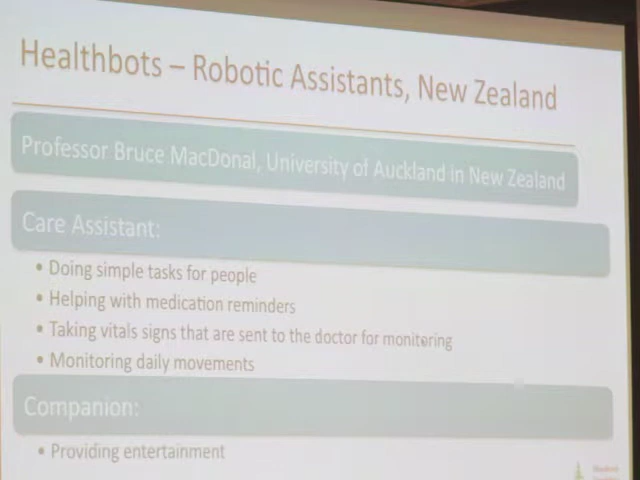 Healthbots – Robotic Assistants, New Zealand
Professor Bruce MacDonal, University of Auckland in New Zealand
Care Assistant:
• Doing simple tasks for people
• Helping with medication reminders
• Taking vitals signs that are sent to the doctor for monitering
• Monitoring daily movements
Companion:
• Providing entertainment